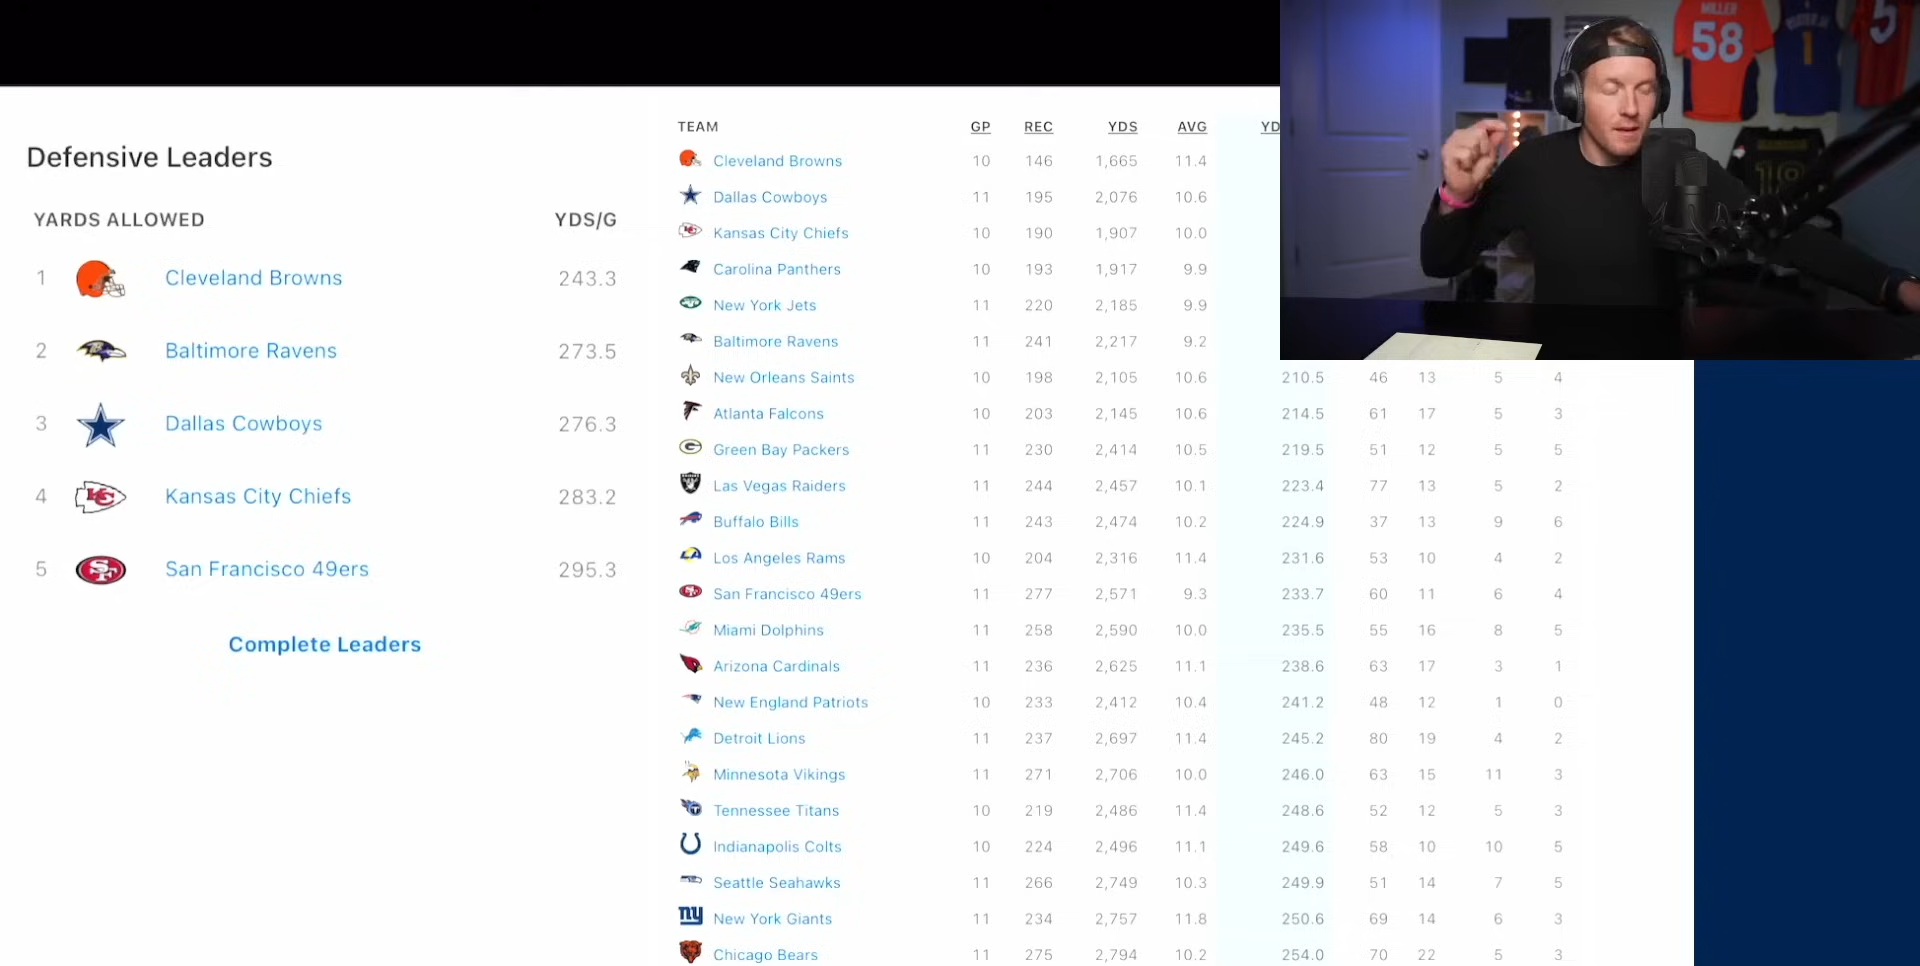 Defensive Leaders
YARDS ALLOWED YDS/G
1 Cleveland Browns 243.3
2 Baltimore Ravens 273.5
3 Dallas Cowboys 276.3
4 Kansas City Chiefs 283.2
5 San Francisco 49ers 295.3
Complete Leaders
TEAM GP REC YDS AVG YD
Cleveland Browns 10 146 1,665 11.4
Dallas Cowboys 11 195 2,076 10.6
Kansas City Chiefs 10 190 1,907 10.0
Carolina Panthers 10 193 1,917 9.9
New York Jets 11 220 2,185 9.9
Baltimore Ravens 11 241 2,217 9.2
New Orleans Saints 10 198 2,105 10.6 210.5 46 13 5 4
Atlanta Falcons 10 203 2,145 10.6 214.5 61 17 5 3
Green Bay Packers 11 230 2,414 10.5 219.5 51 12 5 5
Las Vegas Raiders 11 244 2,457 10.1 223.4 77 13 5 2
Buffalo Bills 11 243 2,474 10.2 224.9 37 13 9 6
Los Angeles Rams 10 204 2,316 11.4 231.6 53 10 4 2
San Francisco 49ers 11 277 2,571 9.3 233.7 60 11 6 4
Miami Dolphins 11 258 2,590 10.0 235.5 55 16 8 5
Arizona Cardinals 11 236 2,625 11.1 238.6 63 17 3 1
New England Patriots 10 233 2,412 10.4 241.2 48 12 1 0
Detroit Lions 11 237 2,697 11.4 245.2 80 19 4 2
Minnesota Vikings 11 271 2,706 10.0 246.0 63 15 11 3
Tennessee Titans 10 219 2,486 11.4 248.6 52 12 5 3
Indianapolis Colts 10 224 2,496 11.1 249.6 58 10 10 5
Seattle Seahawks 11 266 2,749 10.3 249.9 51 14 7 5
ny New York Giants 11 234 2,757 11.8 250.6 69 14 6 3
Chicago Bears 11 275 2,794 10.2 254.0 70 22 5 3
MILLER
58
1
5
18